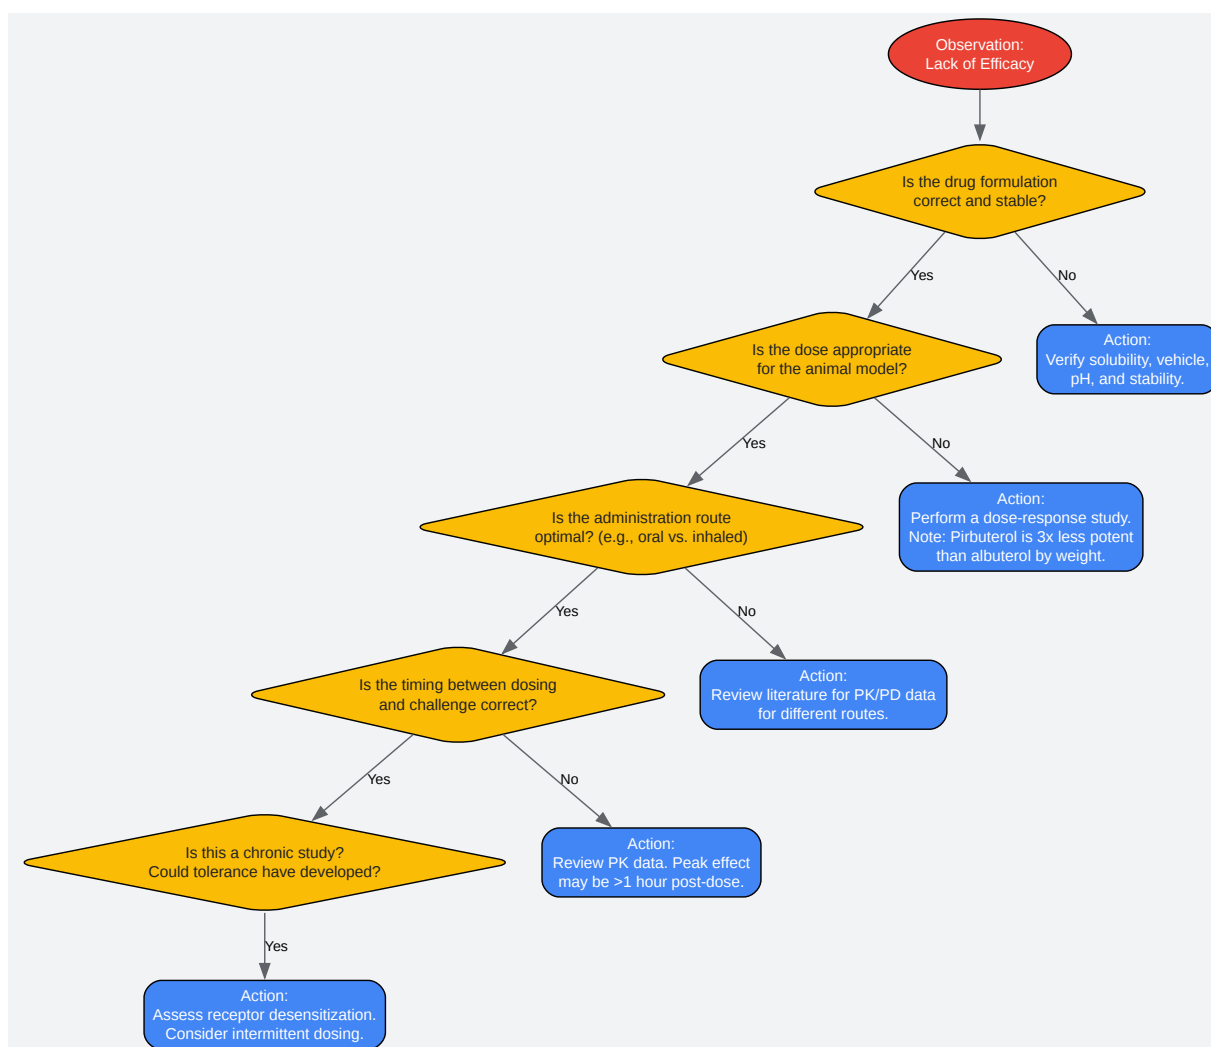 Observation:
Lack of Efficacy
Is the drug formulation
correct and stable?
Yes
No
Is the dose appropriate
for the animal model?
Action:
Verify solubility, vehicle,
pH, and stability.
Yes
No
Is the administration route
optimal? (e.g., oral vs. inhaled)
Action:
Perform a dose-response study.
Note: Pirbuterol is 3x less potent
than albuterol by weight.
Yes
No
Is the timing between dosing
and challenge correct?
Action:
Review literature for PK/PD data
for different routes.
Yes
No
Is this a chronic study?
Could tolerance have developed?
Action:
Review PK data. Peak effect
may be >1 hour post-dose.
Yes
Action:
Assess receptor desensitization.
Consider intermittent dosing.